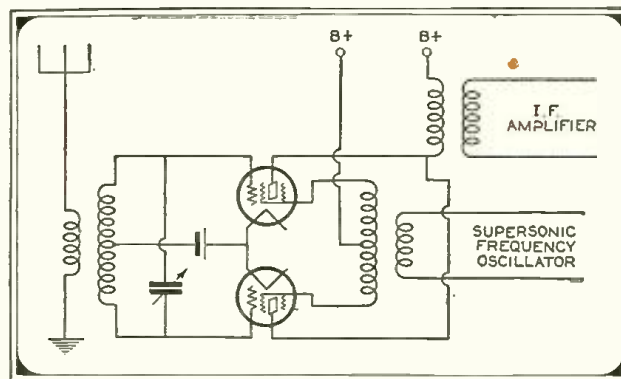 B+
B+
I.F.
AMPLIFIER
SUPERSONIC
FREQUENCY
OSCILLATOR